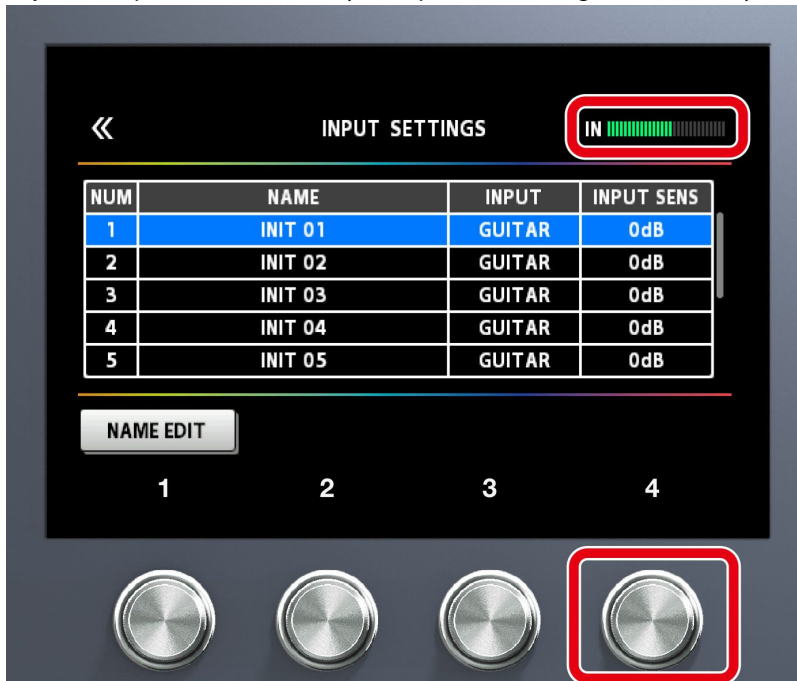 INPUT SETTINGS IN
NUM NAME INPUT INPUT SENS
1 INIT 01 GUITAR 0dB
2 INIT 02 GUITAR 0dB
3 INIT 03 GUITAR 0dB
4 INIT 04 GUITAR 0dB
5 INIT 05 GUITAR 0dB
NAME EDIT
1 2 3 4